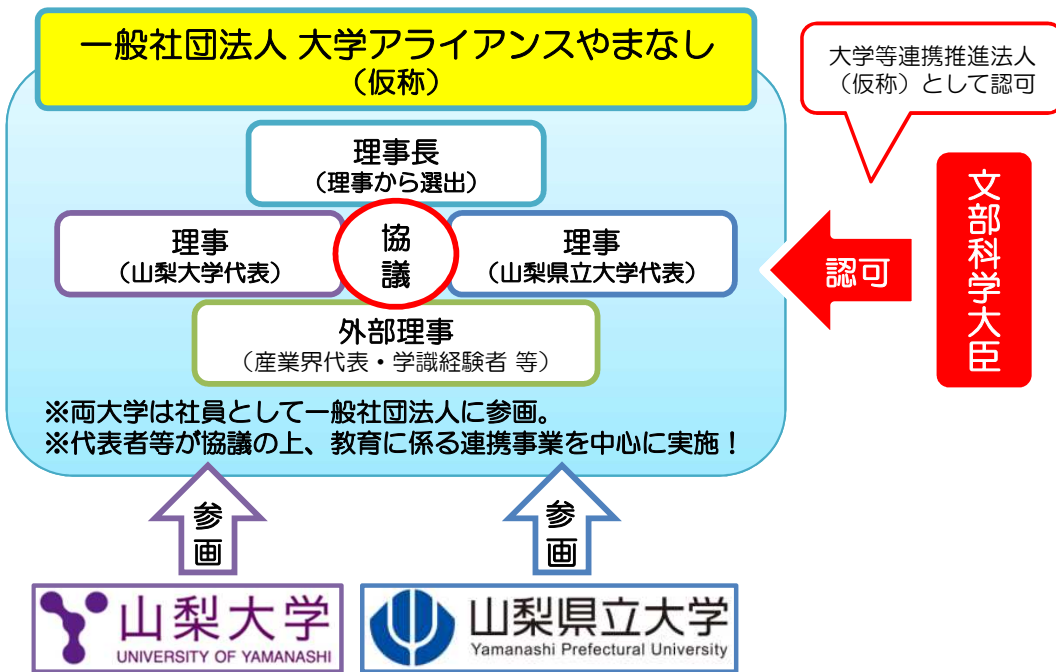 一般社団法人 大学アライアンスやまなし
（仮称）
大学等連携推進法人
（仮称）として認可
理事長
（理事から選出）
理事
（山梨大学代表）
協議
理事
（山梨県立大学代表）
認可
文部科学大臣
外部理事
（産業界代表・学識経験者 等）
※両大学は社員として一般社団法人に参画。
※代表者等が協議の上、教育に係る連携事業を中心に実施！
参画
参画
山梨大学
UNIVERSITY OF YAMANASHI
山梨県立大学
Yamanashi Prefectural University